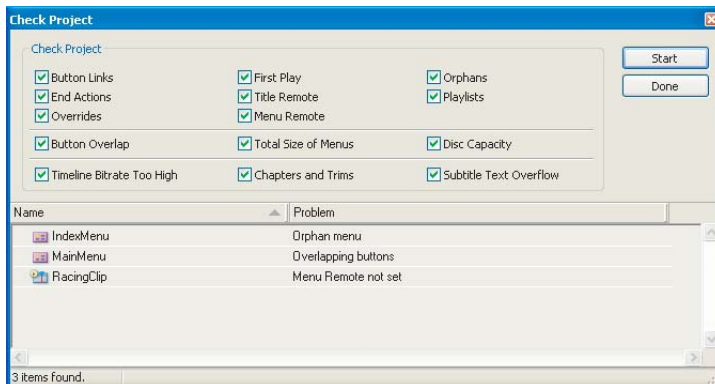 Check Project
Check Project
Button Links First Play Orphans
End Actions Title Remote Playlists
Overrides Menu Remote
Button Overlap Total Size of Menus Disc Capacity
Timeline Bitrate Too High Chapters and Trims Subtitle Text Overflow
Start
Done
Name Problem
IndexMenu Orphan menu
MainMenu Overlapping buttons
RacingClip Menu Remote not set
3 items found.